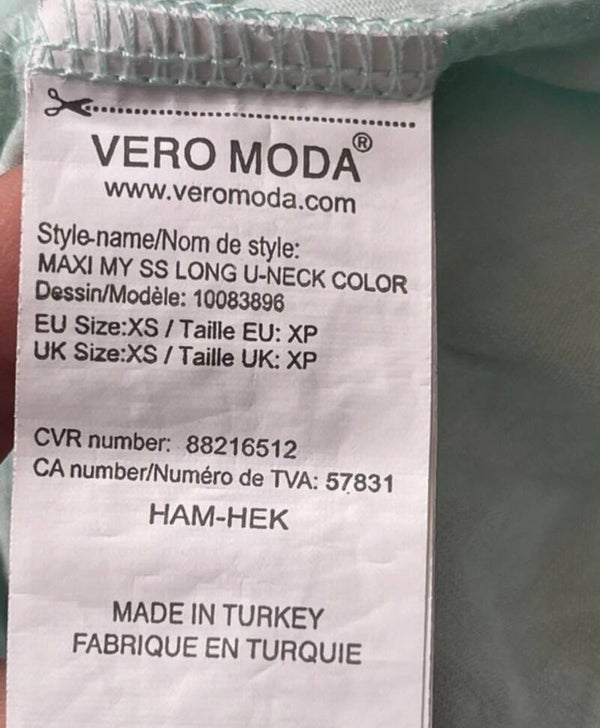 VERO MODA®
www.veromoda.com
Style-name/Nom de style:
MAXI MY SS LONG U-NECK COLOR
Dessin/Modèle: 10083896
EU Size:XS / Taille EU: XP
UK Size:XS / Taille UK: XP
CVR number: 88216512
CA number/Numéro de TVA: 57831
HAM-HEK
MADE IN TURKEY
FABRIQUE EN TURQUIE